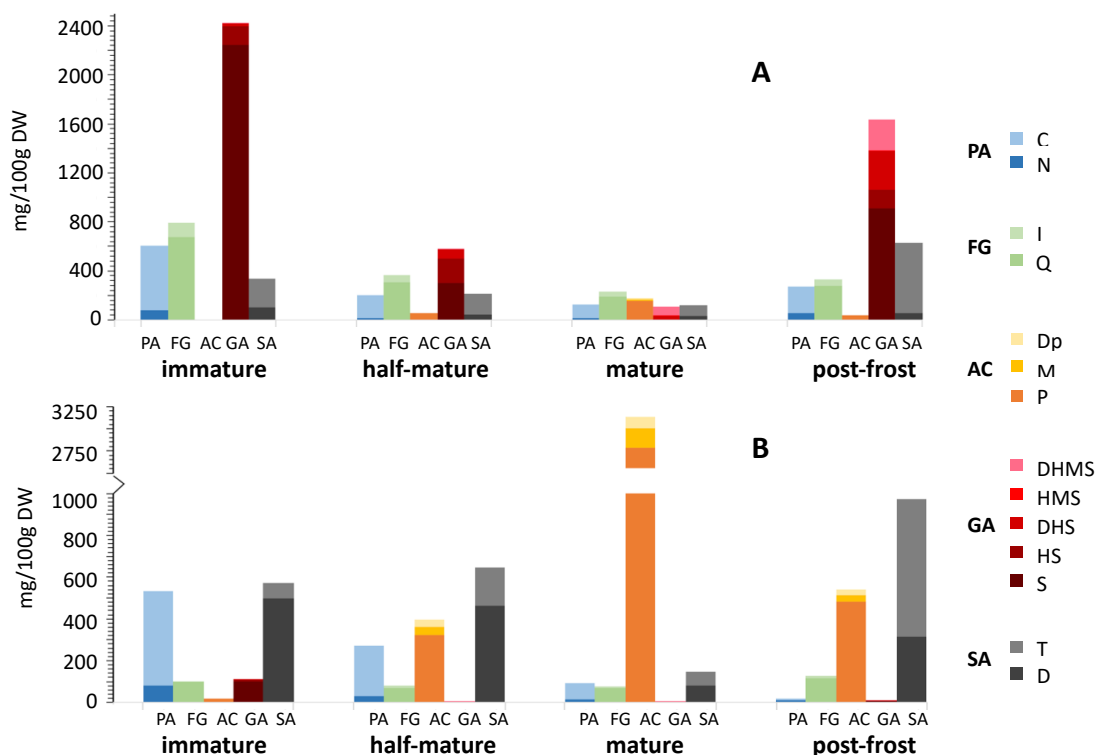 2400
2000
1600
1200
800
400
0
mg/100g DW
A
PA FG AC GA SA
immature
PA FG AC GA SA
half-mature
PA FG AC GA SA
mature
PA FG AC GA SA
post-frost
3250
2750
1000
800
600
400
200
0
mg/100g DW
B
PA FG AC GA SA
immature
PA FG AC GA SA
half-mature
PA FG AC GA SA
mature
PA FG AC GA SA
post-frost
PA
C
N
FG
I
Q
AC
Dp
M
P
GA
DHMS
HMS
DHS
HS
S
SA
T
D